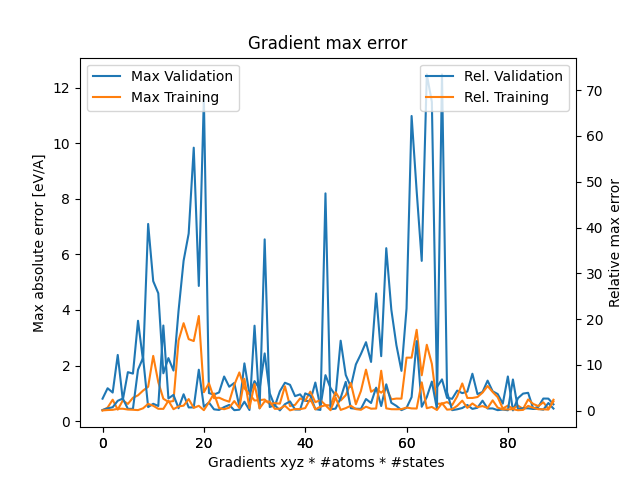 Gradient max error
Max Validation
Max Training
Rel. Validation
Rel. Training
Max absolute error [eV/A]
12
10
8
6
4
2
0
70
60
50
40
30
20
10
0
Relative max error
0 20 40 60 80
Gradients xyz * #atoms * #states